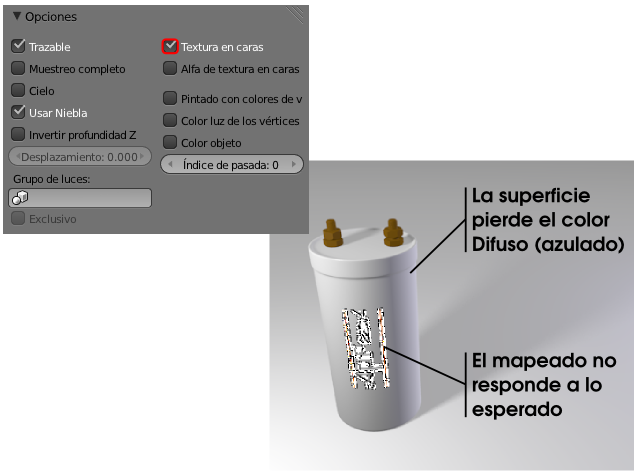 Opciones
Trazable
Textura en caras
Muestreo completo
Alfa de textura en caras
Cielo
Pintado con colores de v
Usar Niebla
Color luz de los vértices
Invertir profundidad Z
Color objeto
Desplazamiento: 0.000
Índice de pasada: 0
Grupo de luces:
Exclusivo
La superficie
pierde el color
Difuso (azulado)
El mapeado no
responde a lo
esperado